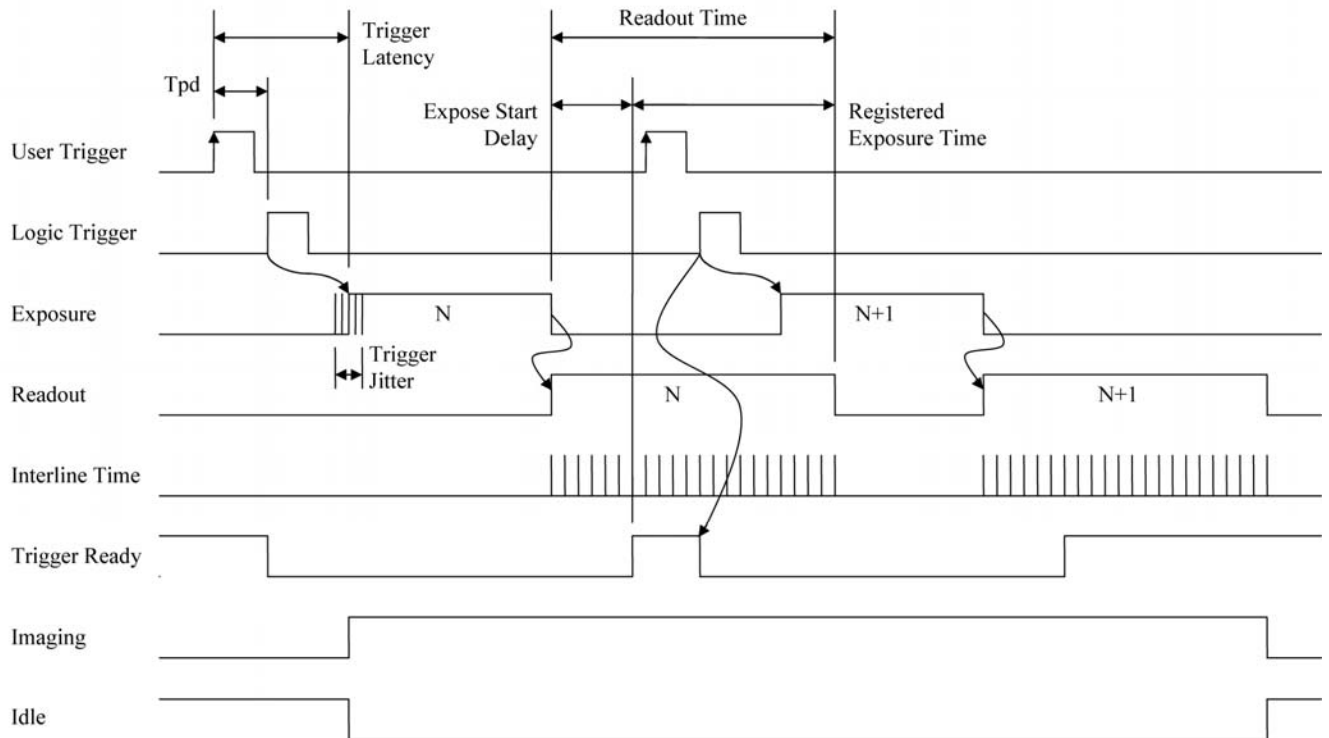 Trigger
Latency
Readout Time
Tpd
Expose Start
Delay
Registered
Exposure Time
User Trigger
Logic Trigger
Exposure
N
N+1
Trigger
Jitter
Readout
N
N+1
Interline Time
Trigger Ready
Imaging
Idle